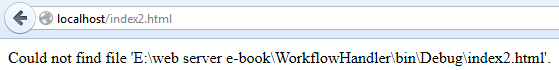 localhost/index2.html
Could not find file 'E:\web server e-book\WorkflowHandler\bin\Debug\index2.html'.